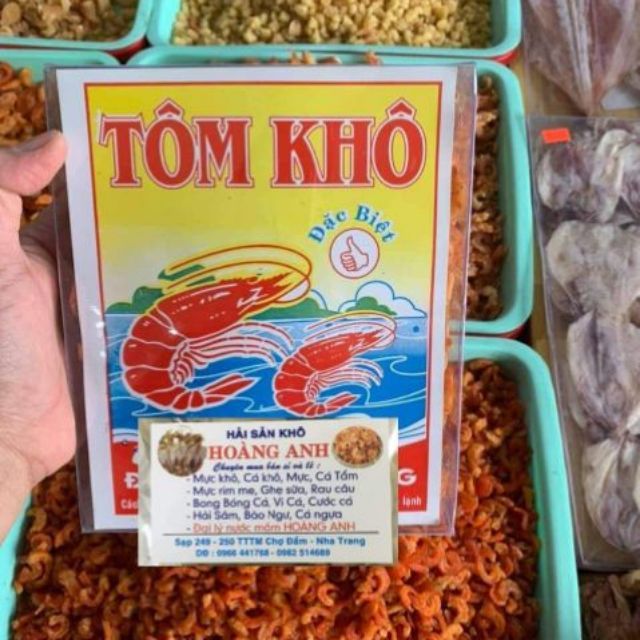 TÔM KHÔ
Đặc Biệt
HẢI SẢN KHÔ
HOÀNG ANH
Chuyên mua bán sỉ và lẻ :
- Mực khô, Cá khô, Mực, Cá Tẩm
- Mực rim me, Ghẹ sữa, Rau câu
- Bong Bóng Cá, Vi Cá, Cước cá
- Hải Sâm, Bào Ngư, Cá ngựa
- Đại lý nước mắm HOÀNG ANH
Sạp 249 - 250 TTTM Chợ Đầm - Nha Trang
DĐ : 0966 441768 - 0982 514689
lạnh